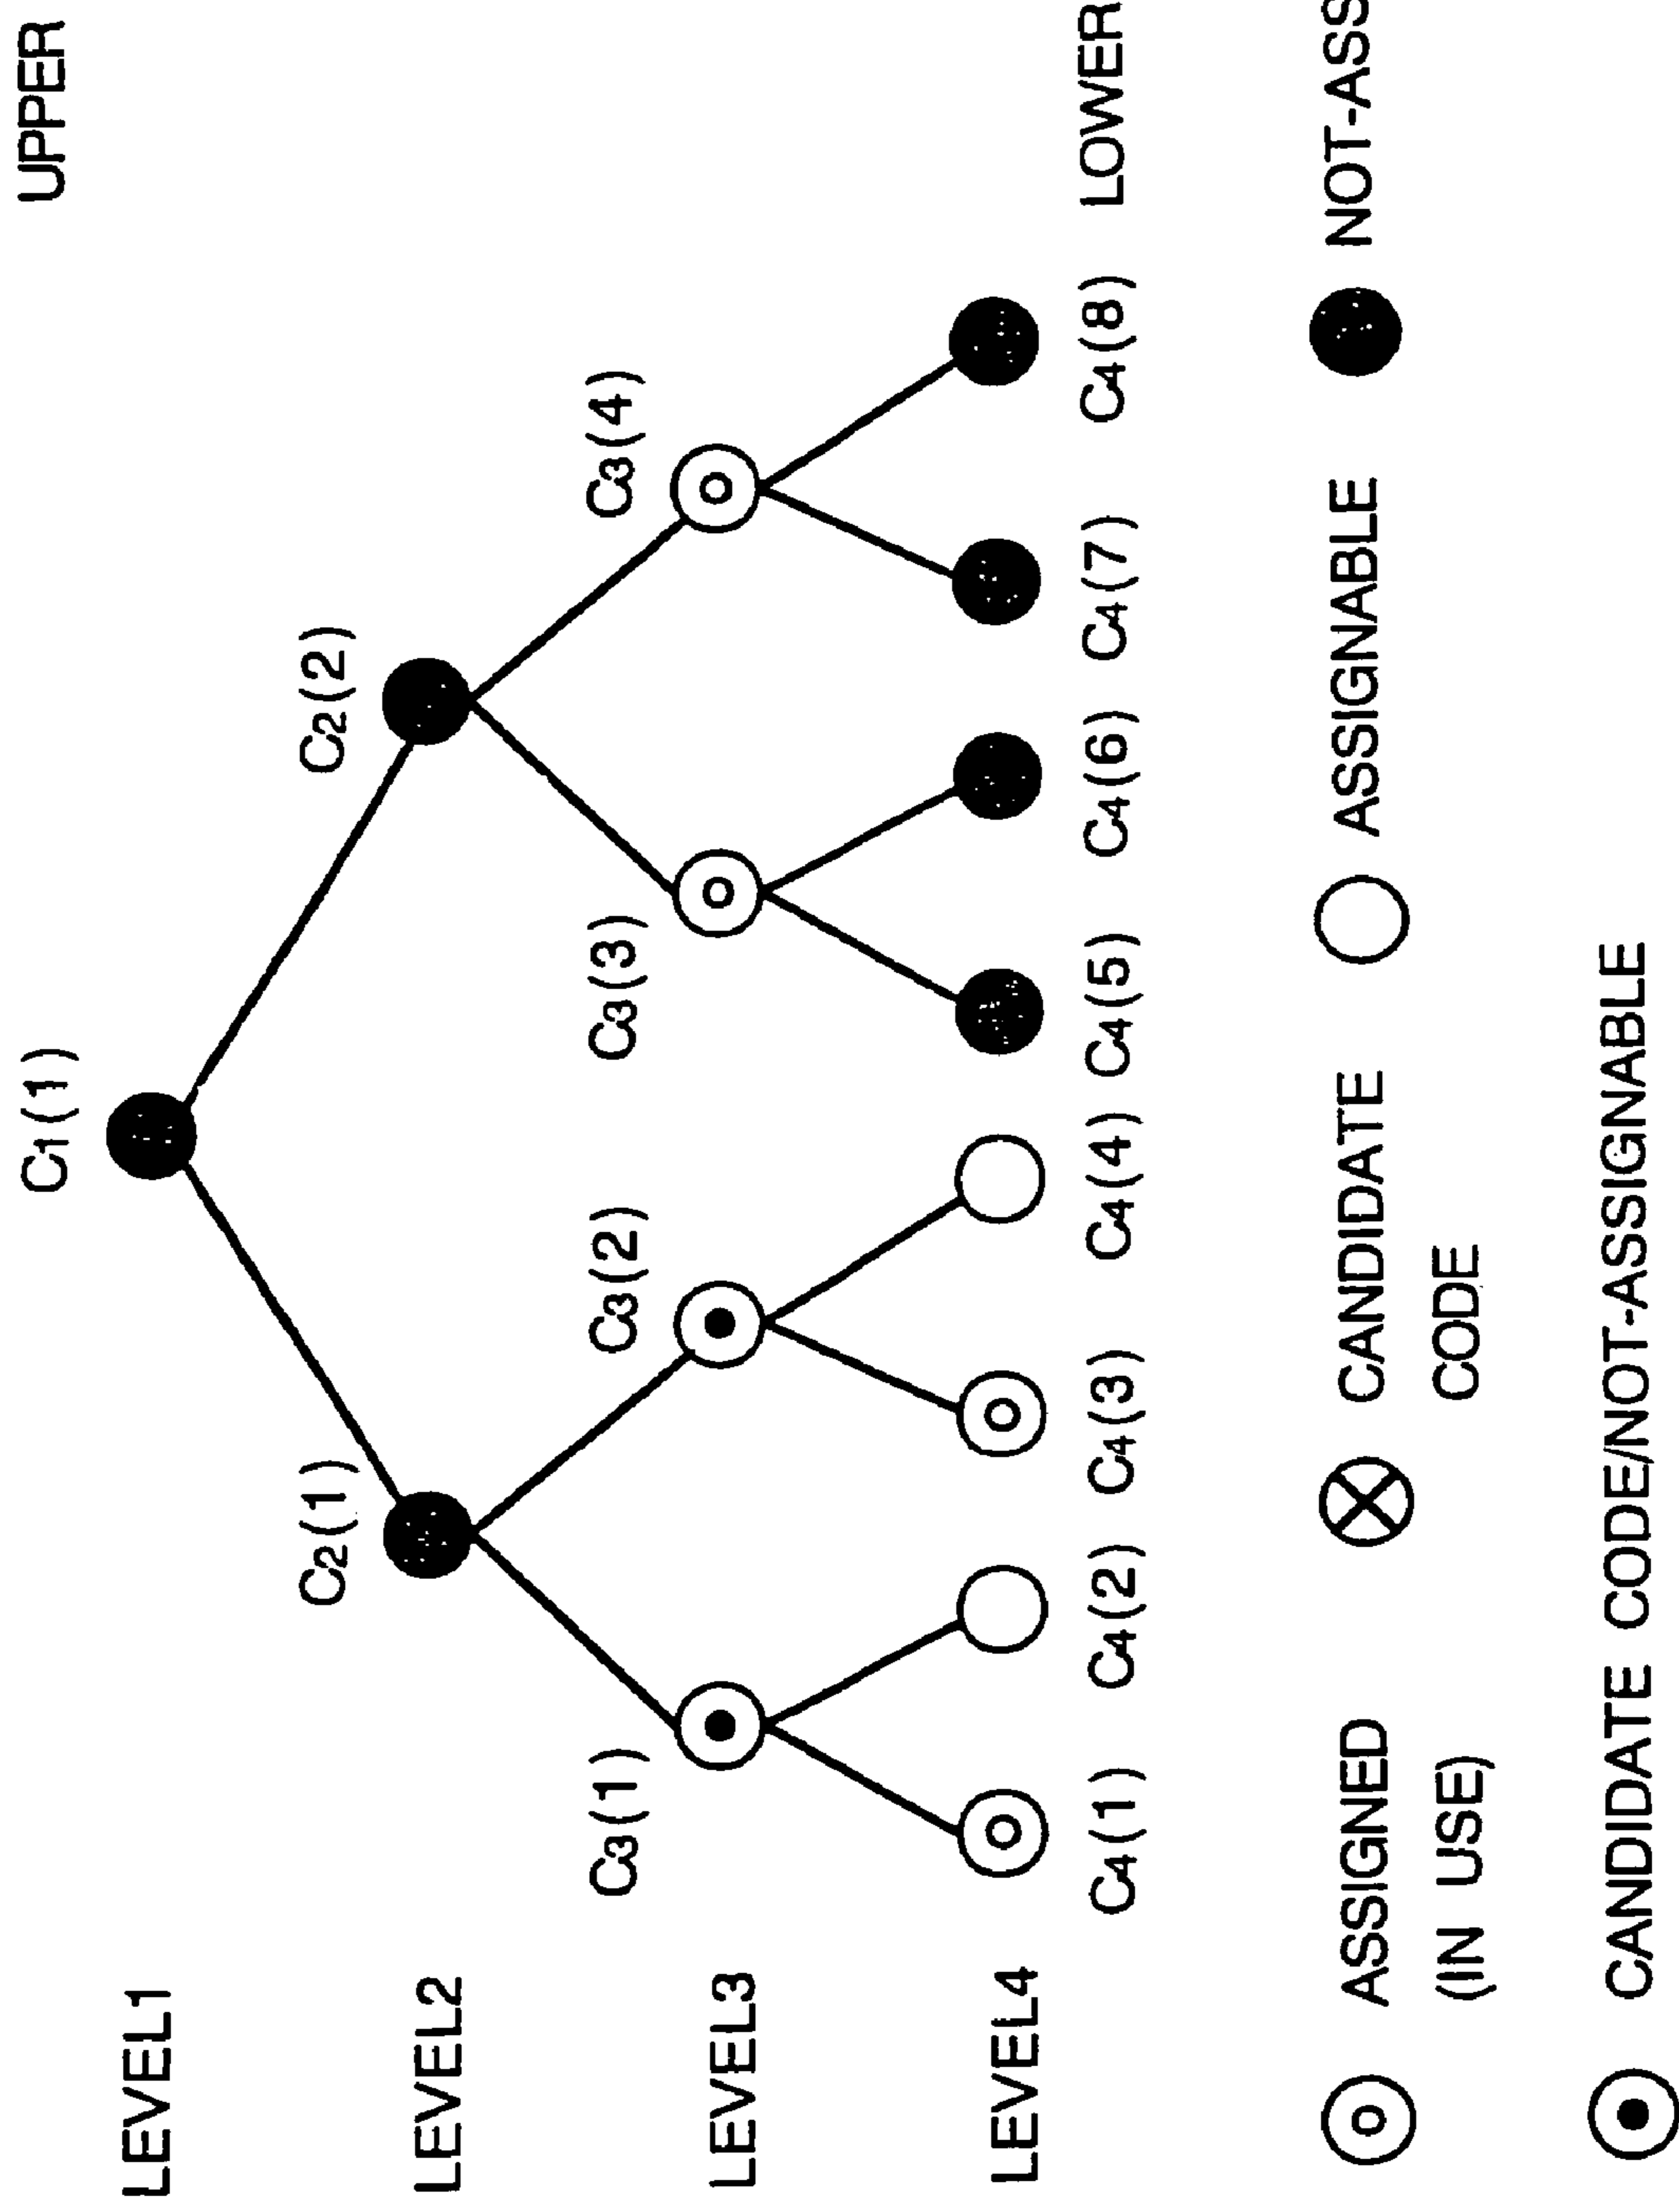 UPPER
C1(1)
LEVEL1
C2(1) C2(2)
LEVEL2
C3(1) C3(2) C3(3) C3(4)
LEVEL3
LEVEL4
C4(1) C4(2) C4(3) C4(4) C4(5) C4(6) C4(7) C4(8) LOWER
ASSIGNED CANDIDATE ASSIGNABLE
(IN USE) CODE
CANDIDATE CODE/NOT-ASSIGNABLE